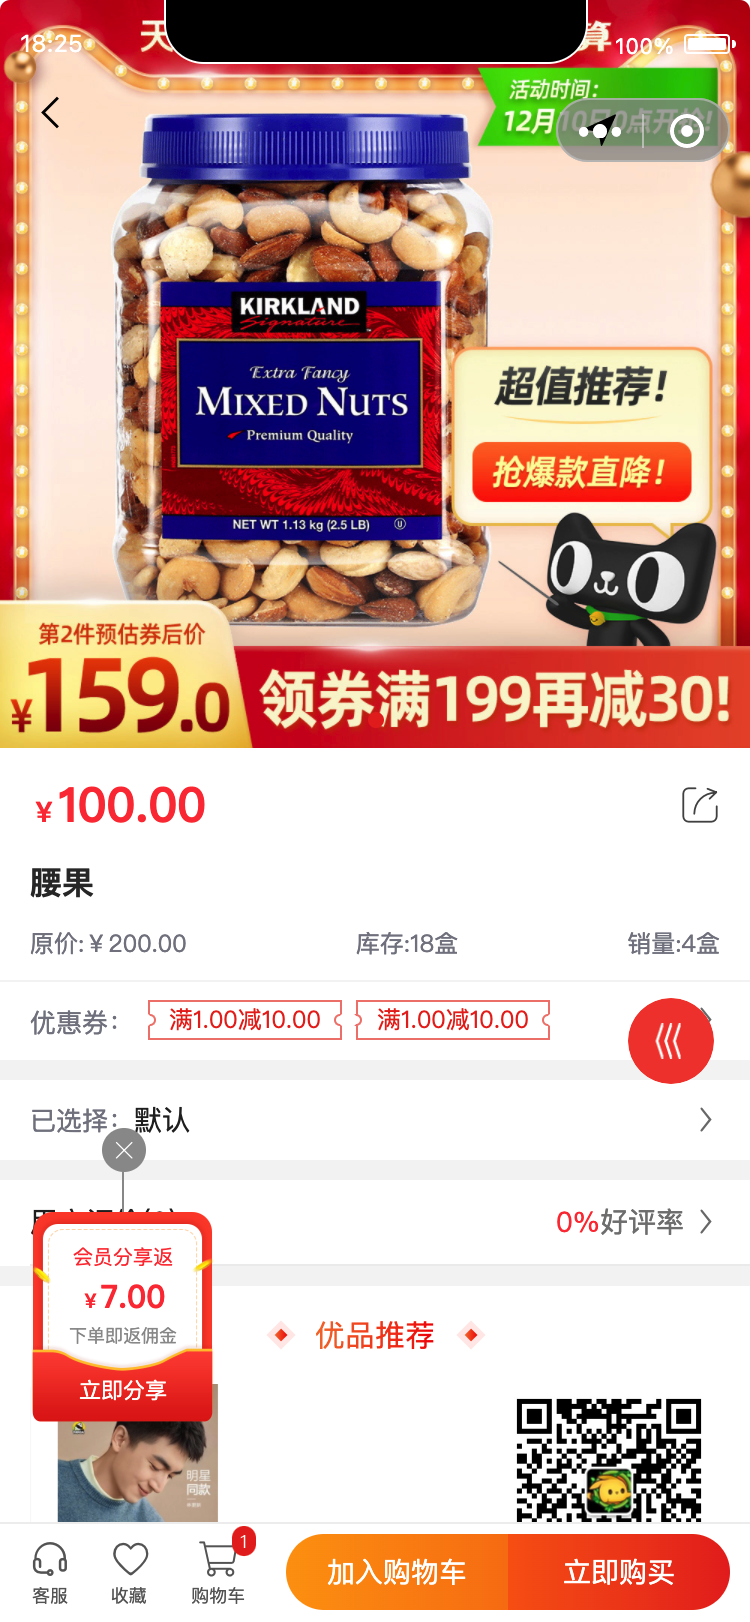 18:25
天
算
100%
活动时间：
12月10日0点开抢！
KIRKLAND
Signature
Extra Fancy
MIXED NUTS
Premium Quality
NET WT 1.13 kg (2.5 LB)
超值推荐！
抢爆款直降！
第2件预估券后价
¥159.0
领券满199再减30!
¥100.00
腰果
原价:¥200.00
库存:18盒
销量:4盒
优惠券：
满1.00减10.00
满1.00减10.00
已选择：
默认
0%好评率
会员分享返
¥7.00
下单即返佣金
立即分享
优品推荐
明星
同款
客服
收藏
购物车
1
加入购物车
立即购买